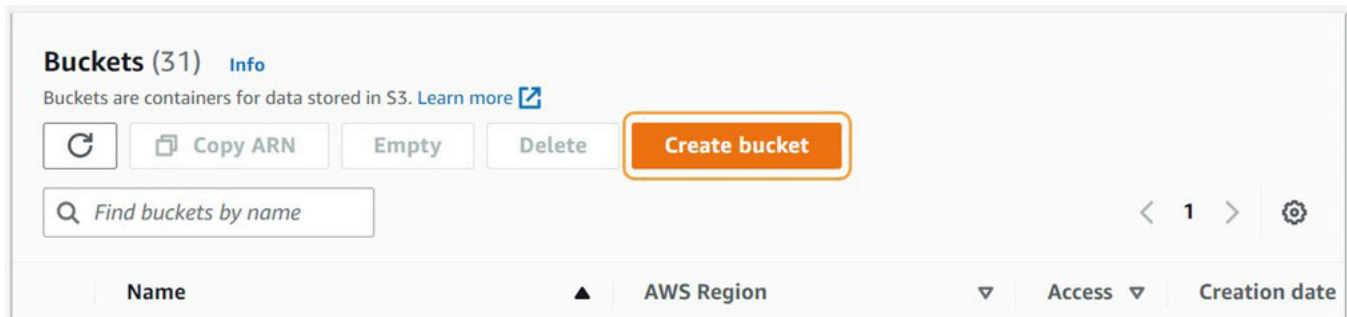 Buckets (31) Info
Buckets are containers for data stored in S3. Learn more
Copy ARN Empty Delete Create bucket
Find buckets by name 1
Name AWS Region Access Creation date